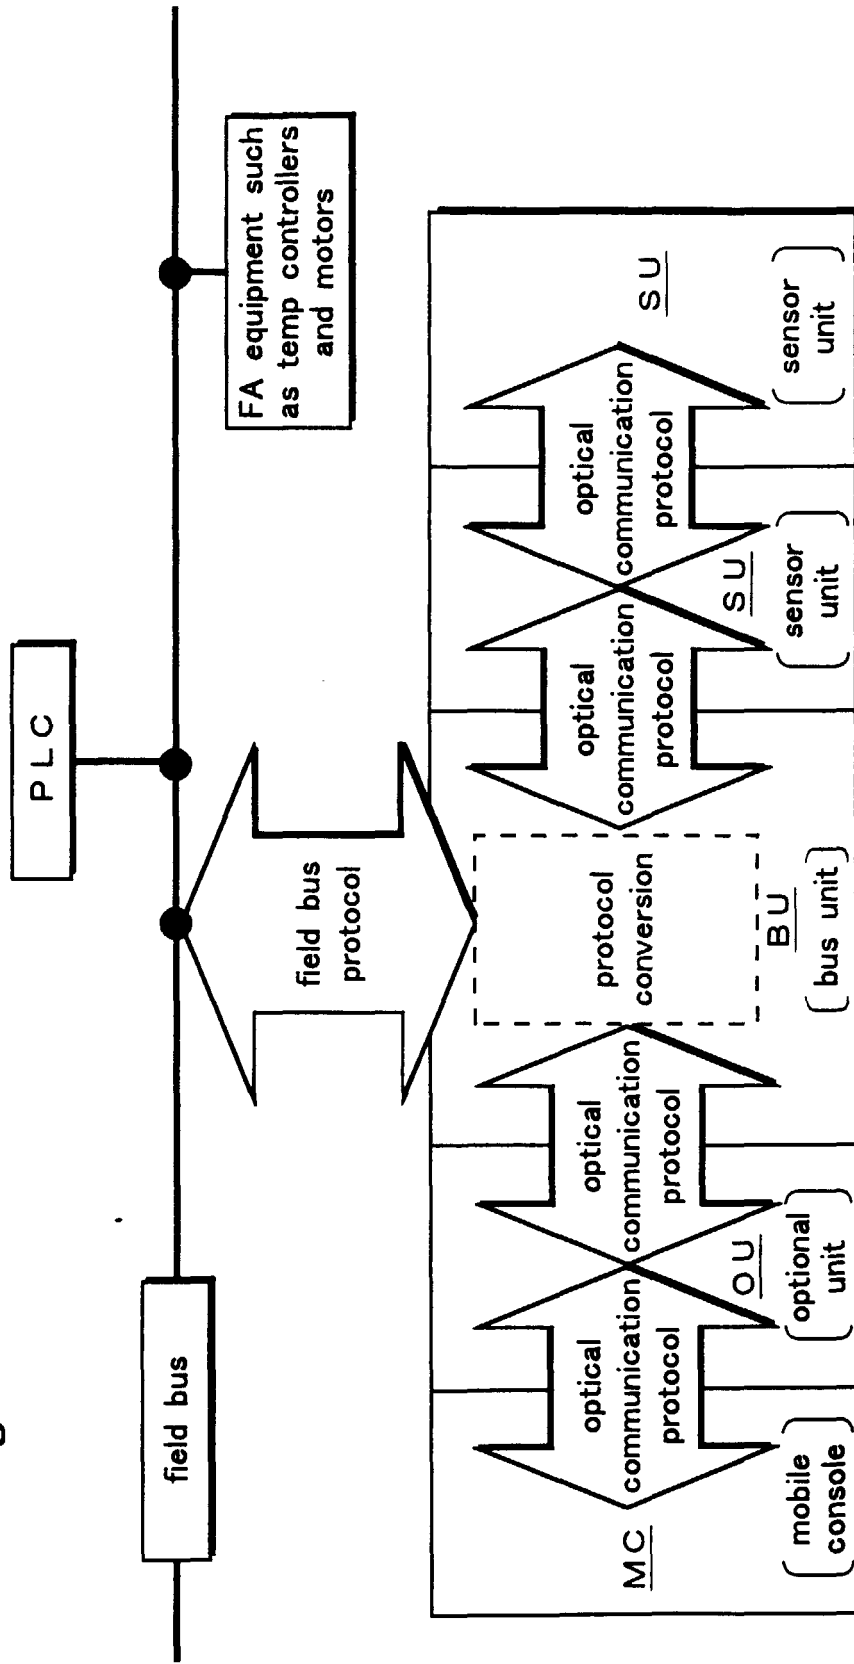 PLC
field bus
FA equipment such
as temp controllers
and motors
field bus
protocol
optical
communication
protocol
optical
communication
protocol
protocol
conversion
optical
communication
protocol
optical
communication
protocol
MC
mobile
console
OU
optional
unit
BU
bus unit
SU
sensor
unit
SU
sensor
unit